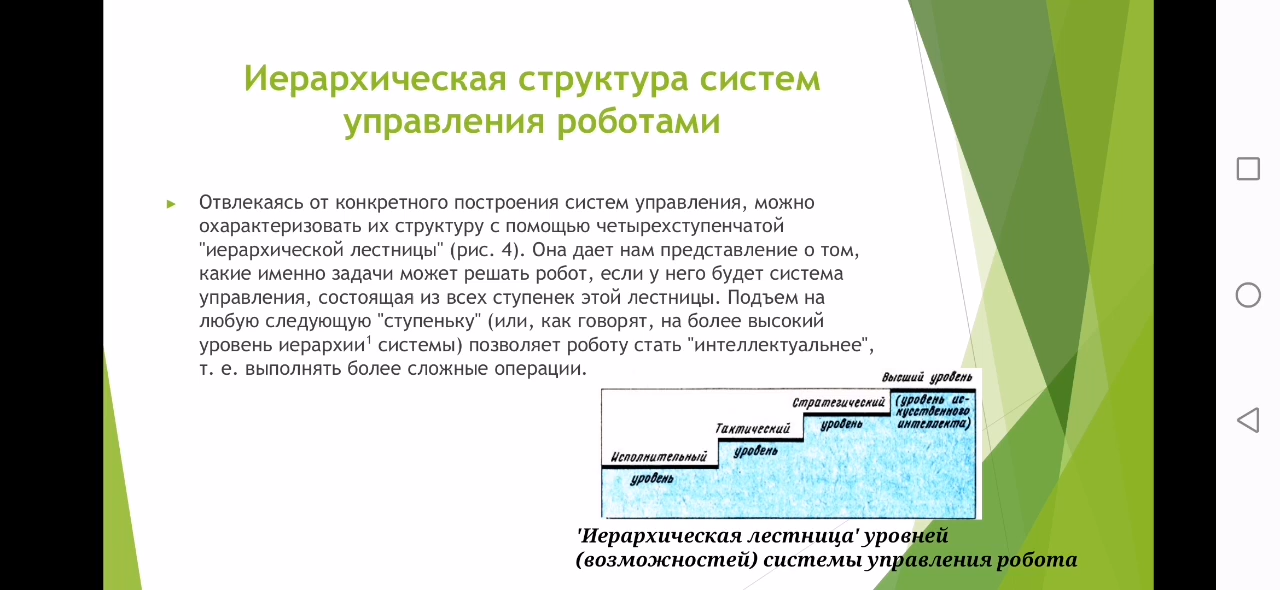 Иерархическая структура систем
управления роботами
Отвлекаясь от конкретного построения систем управления, можно
охарактеризовать их структуру с помощью четырехступенчатой
"иерархической лестницы" (рис. 4). Она дает нам представление о том,
какие именно задачи может решать робот, если у него будет система
управления, состоящая из всех ступенек этой лестницы. Подъем на
любую следующую "ступеньку" (или, как говорят, на более высокий
уровень иерархии¹ системы) позволяет роботу стать "интеллектуальнее",
т. е. выполнять более сложные операции.
Исполнительный
уровень
Тактический
уровень
Стратегический
уровень
Высший уровень
(уровень ис-
кусственного
интеллекта)
'Иерархическая лестница' уровней
(возможностей) системы управления робота